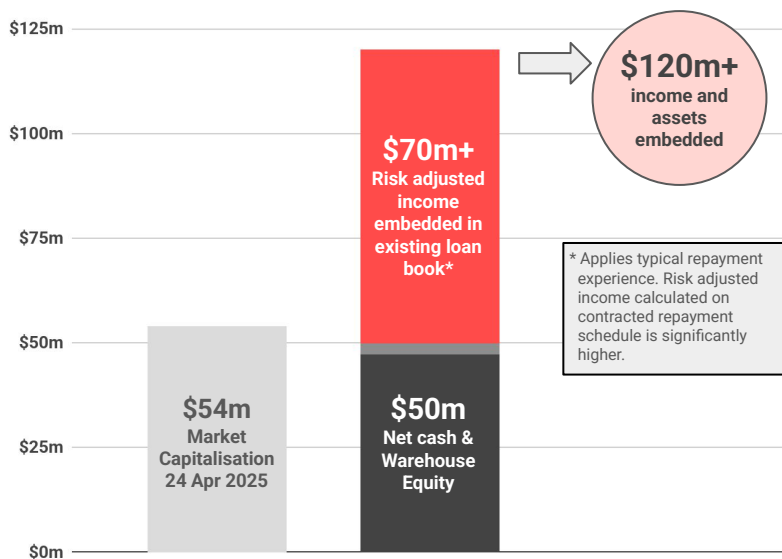 $125m
$100m
$75m
$50m
$25m
$0m
$54m
Market
Capitalisation
24 Apr 2025
$70m+
Risk adjusted
income
embedded in
existing loan
book*
$50m
Net cash &
Warehouse
Equity
$120m+
income and
assets
embedded
* Applies typical repayment
experience. Risk adjusted
income calculated on
contracted repayment
schedule is significantly
higher.